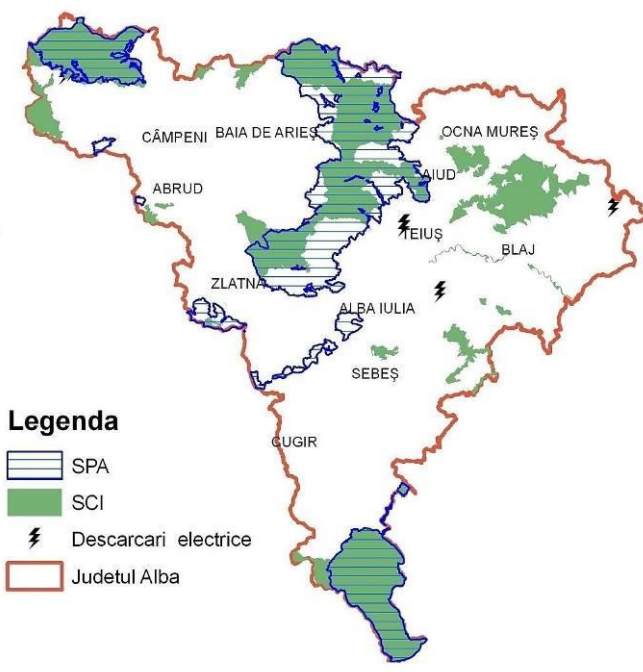 CÂMPENI
BAIA DE ARIEȘ
OCNA MUREȘ
ABRUD
AIUD
TEIUȘ
BLAJ
ZLATNA
ALBA IULIA
SEBEȘ
CUGIR
Legenda
SPA
SCI
Descarcari electrice
Judetul Alba